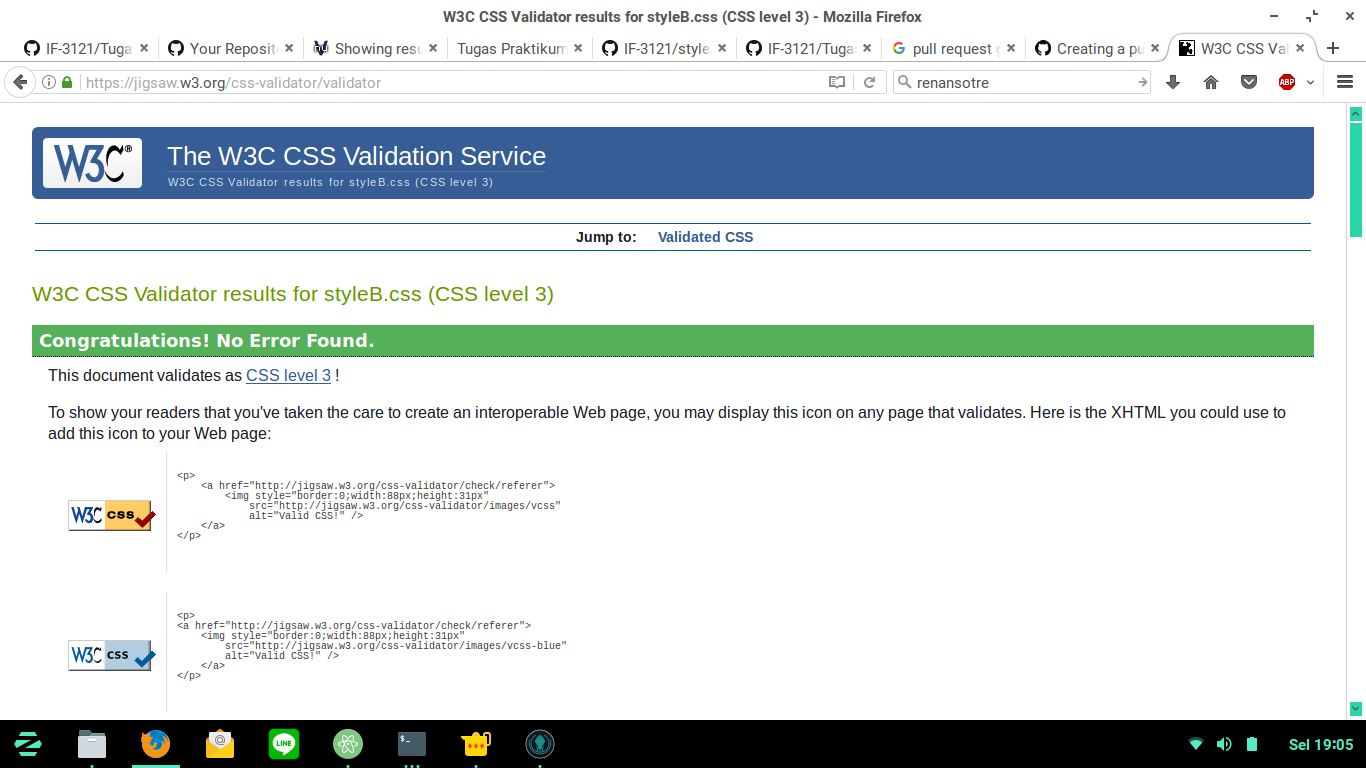 W3C CSS Validator results for styleB.css (CSS level 3) - Mozilla Firefox
IF-3121/Tuga
Your Reposit
Showing resu
Tugas Praktikum
IF-3121/style.
IF-3121/Tuga
pull request g
Creating a pu
W3C CSS Val
https://jigsaw.w3.org/css-validator/validator
renansotre
ABP
W3C®
The W3C CSS Validation Service
W3C CSS Validator results for styleB.css (CSS level 3)
Jump to: Validated CSS
W3C CSS Validator results for styleB.css (CSS level 3)
Congratulations! No Error Found.
This document validates as CSS level 3 !
To show your readers that you've taken the care to create an interoperable Web page, you may display this icon on any page that validates. Here is the XHTML you could use to
add this icon to your Web page:
W3C css
<p>
<a href="http://jigsaw.w3.org/css-validator/check/referer">
<img style="border:0;width:88px;height:31px"
src="http://jigsaw.w3.org/css-validator/images/vcss"
alt="Valid CSS!" />
</a>
</p>
W3C css
<p>
<a href="http://jigsaw.w3.org/css-validator/check/referer">
<img style="border:0;width:88px;height:31px"
src="http://jigsaw.w3.org/css-validator/images/vcss-blue"
alt="Valid CSS!" />
</a>
</p>
LINE
$_
Sel 19:05